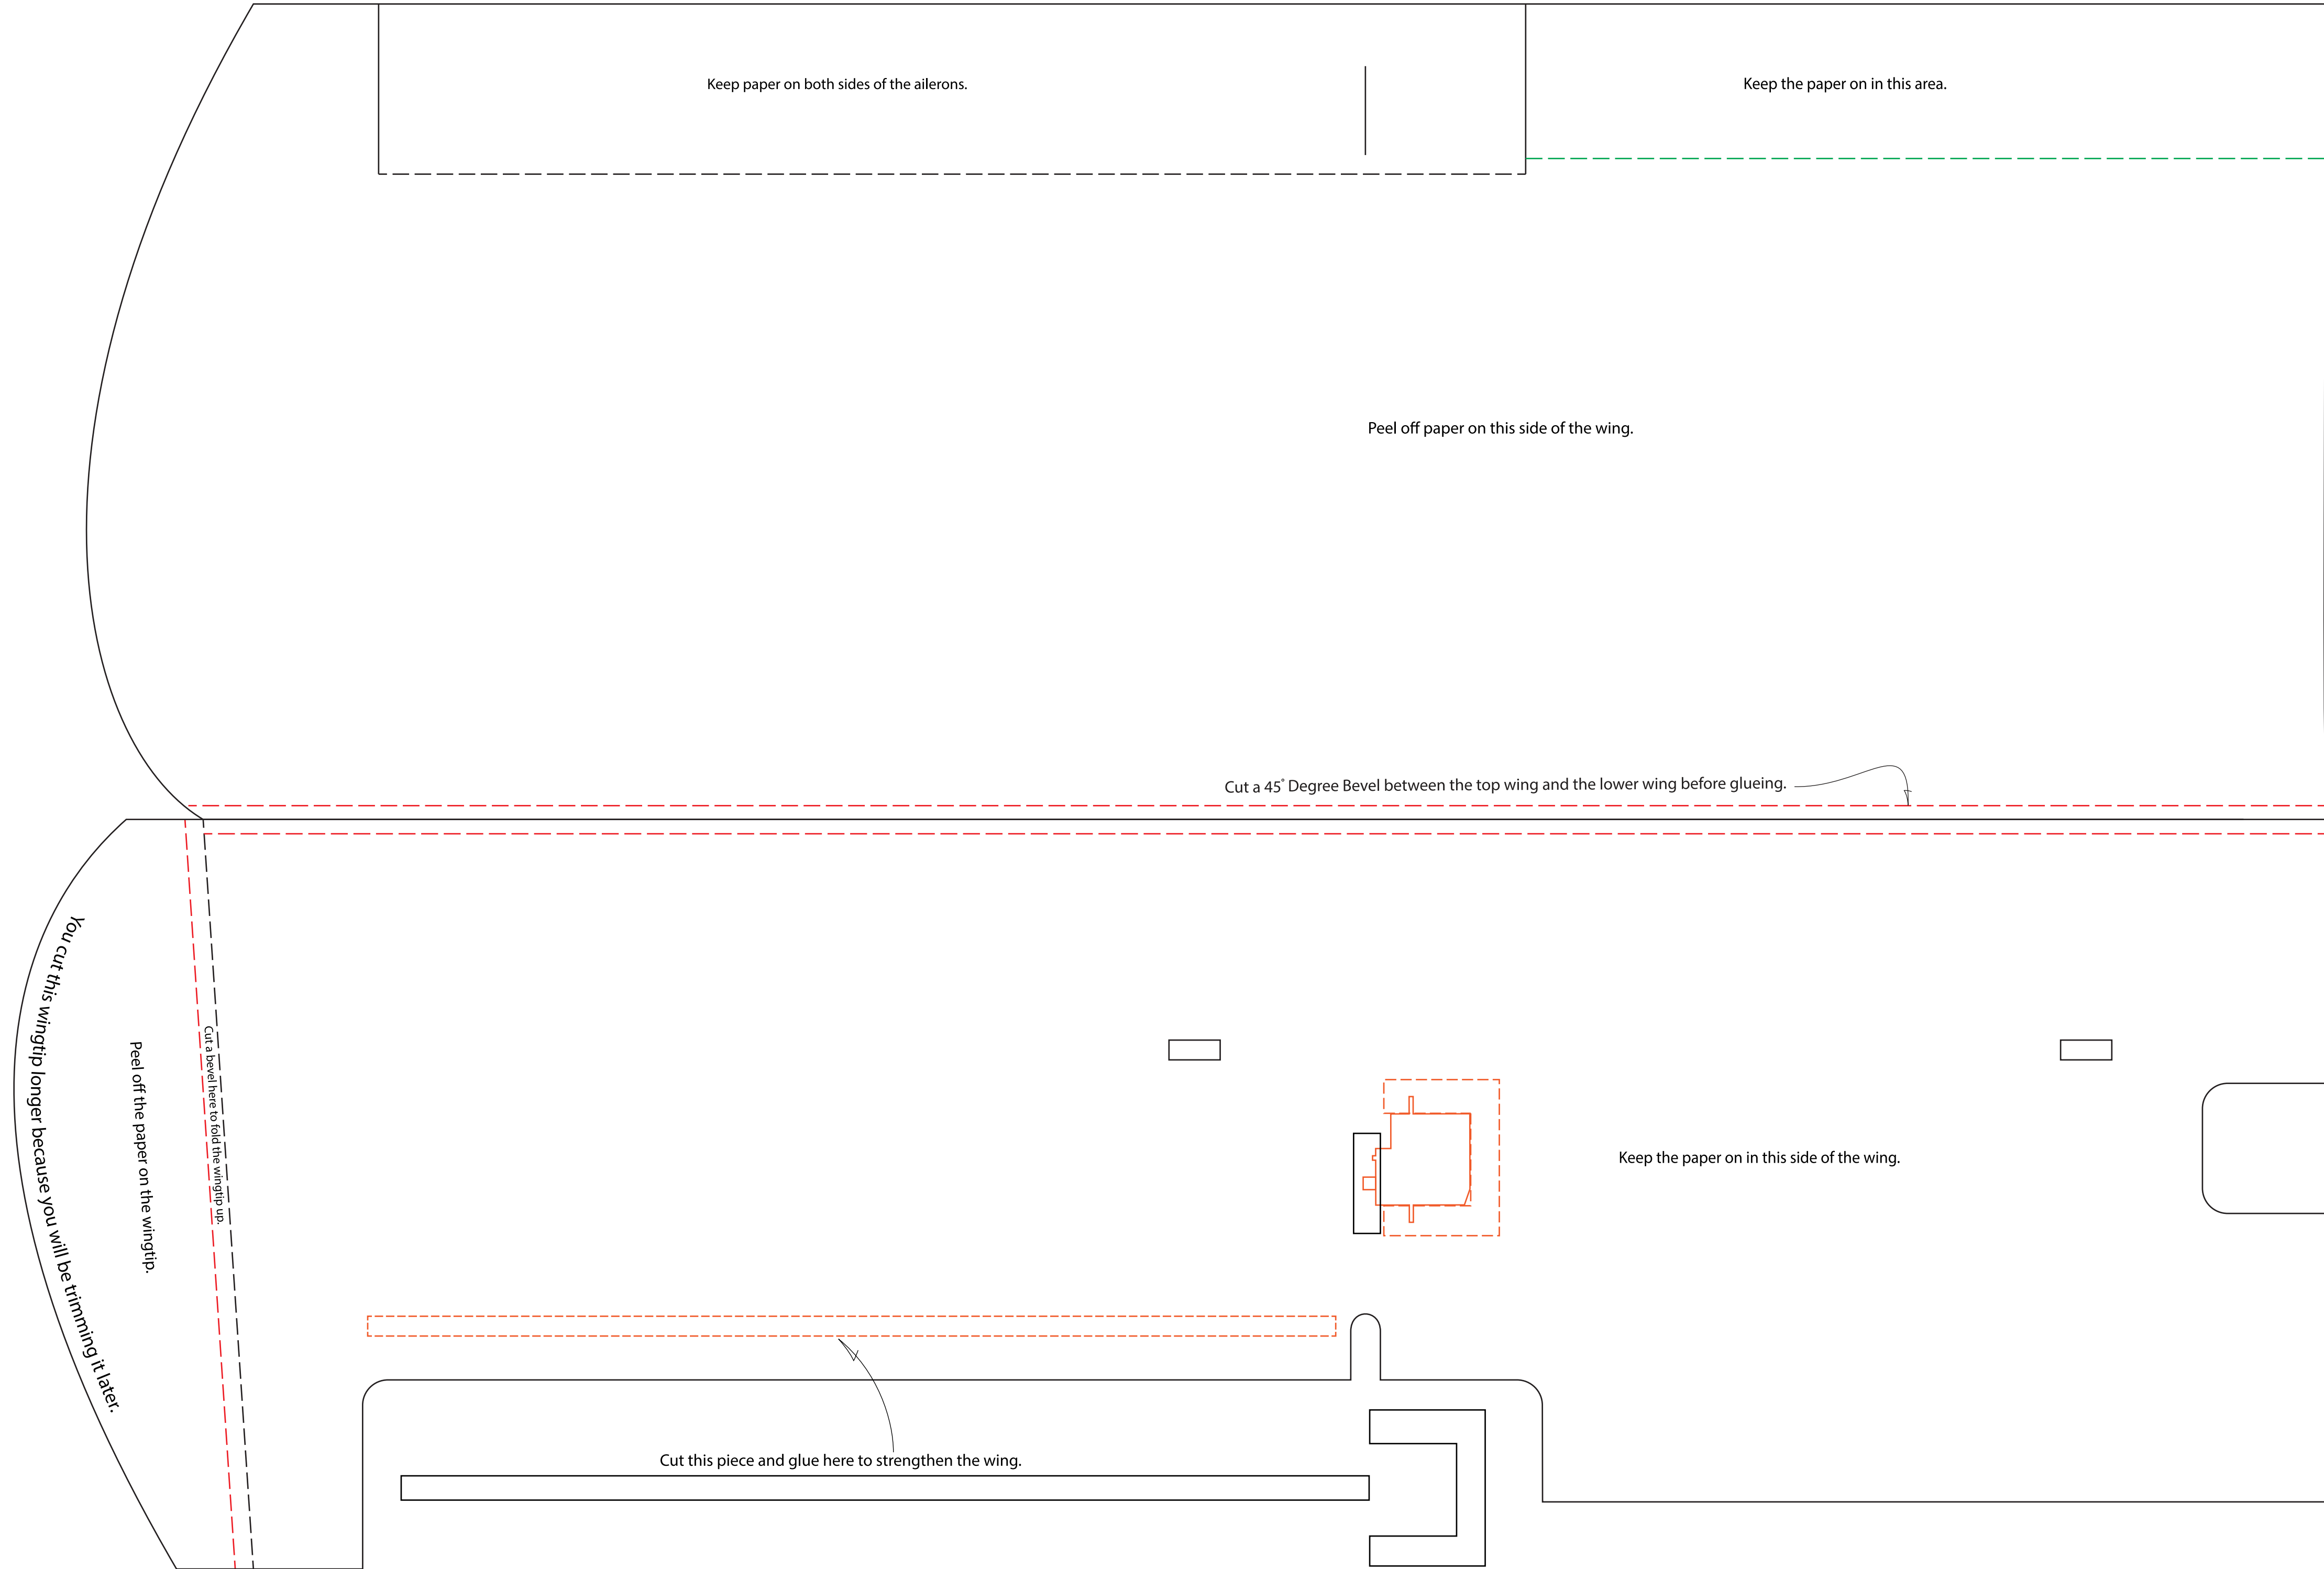 Keep paper on both sides of the ailerons.
Keep the paper on in this area.
Peel off paper on this side of the wing.
Cut a 45° Degree Bevel between the top wing and the lower wing before glueing.
You cut this wingtip longer because you will be trimming it later.
Peel off the paper on the wingtip.
Cut a bevel here to fold the wingtip up.
Keep the paper on in this side of the wing.
Cut this piece and glue here to strengthen the wing.